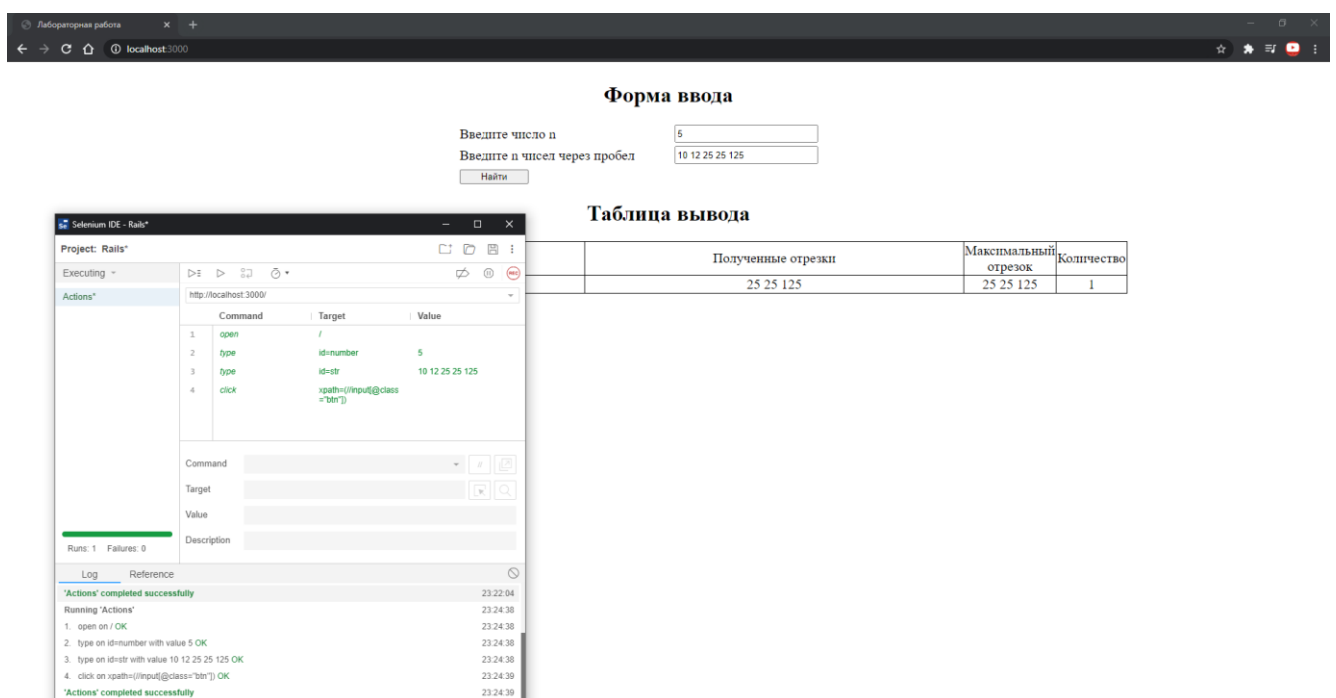 Лабораторная работа
localhost:3000
Форма ввода
Введите число n 5
Введите n чисел через пробел 10 12 25 25 125
Найти
Таблица вывода
Полученные отрезки Максимальный отрезок Количество
25 25 125 25 25 125 1
Selenium IDE - Rails*
Project: Rails*
Executing
Actions*
http://localhost:3000/
Command Target Value
1 open /
2 type id=number 5
3 type id=str 10 12 25 25 125
4 click xpath=(//input[@class
="btn"])
Command //
Target
Value
Description
Runs: 1 Failures: 0
REC
Log Reference
'Actions' completed successfully 23:22:04
Running 'Actions' 23:24:38
1. open on / OK 23:24:38
2. type on id=number with value 5 OK 23:24:38
3. type on id=str with value 10 12 25 25 125 OK 23:24:38
4. click on xpath=(//input[@class="btn"]) OK 23:24:39
'Actions' completed successfully 23:24:39